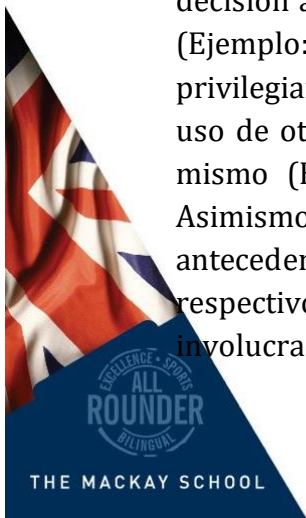 decisión a
(Ejemplo:
privilegia
uso de ot
mismo (E
Asimismo
anteceden
respectivo
involucra
EXCELLENCE · SPORTS
ALL
ROUNDER
BILINGUAL
THE MACKAY SCHOOL